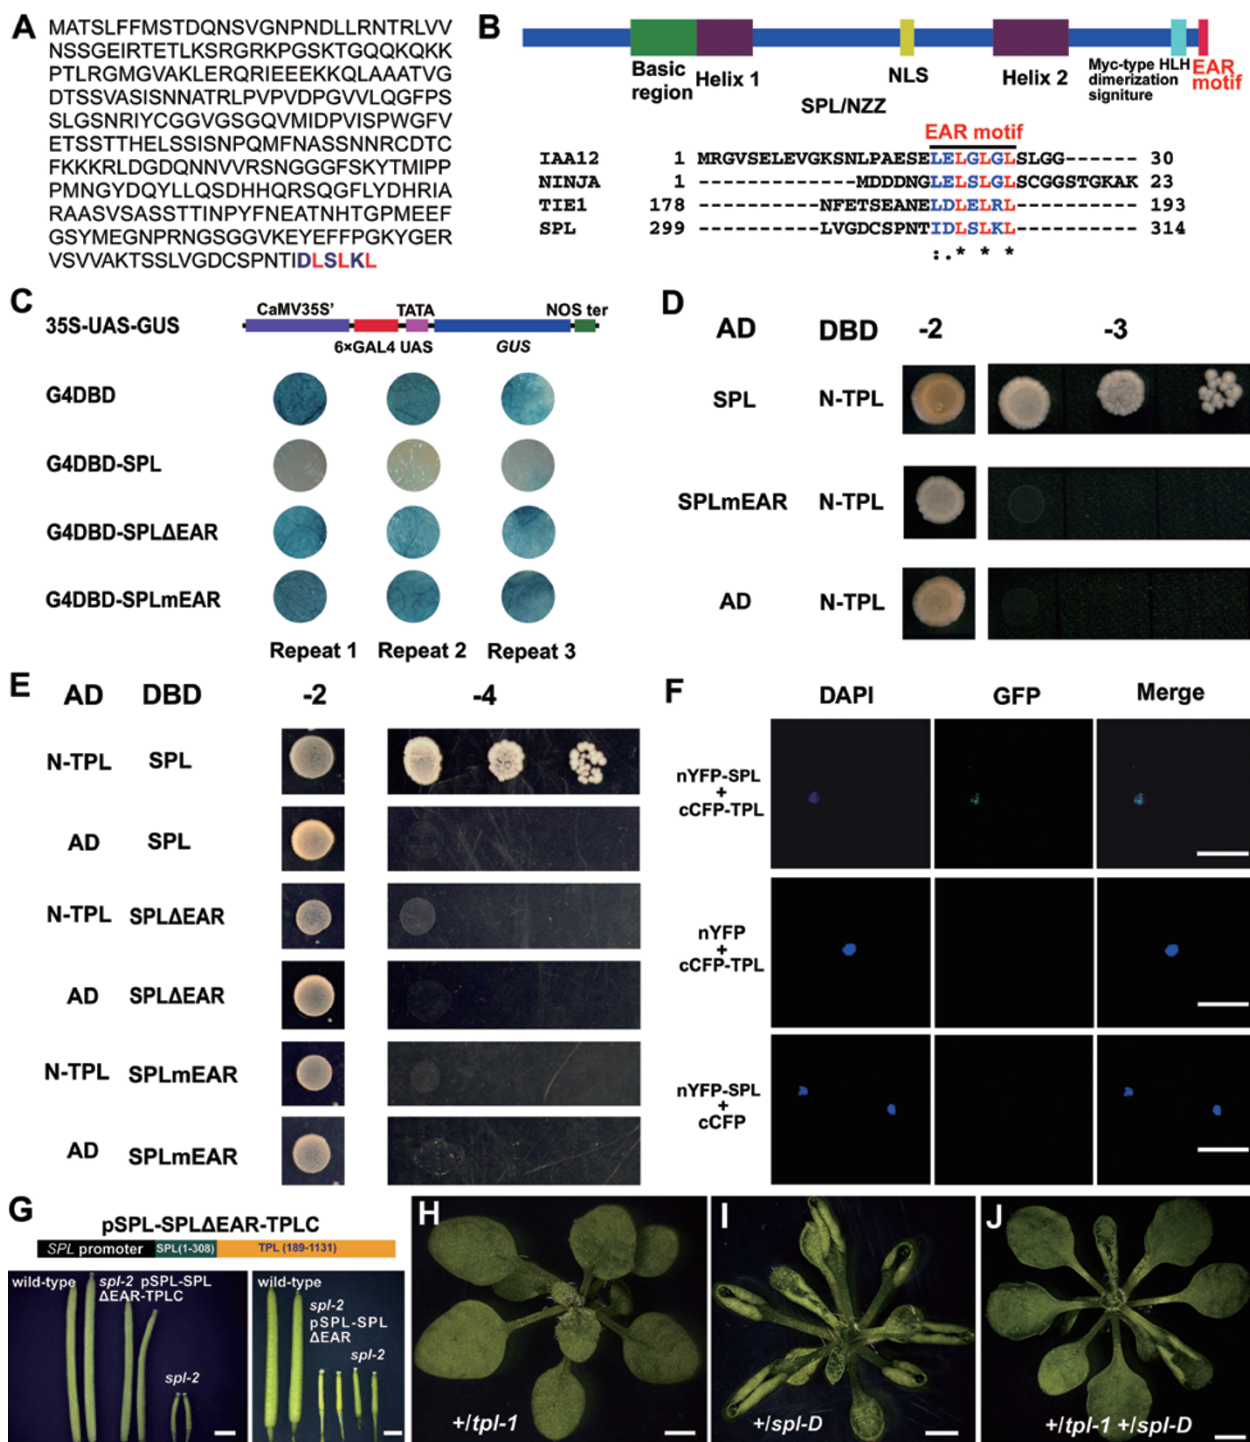 A
MATSLFFMSTDQNSVGNPNDLLRNTRLVV
NSSGEIRTETLKSRGRKPGSKTGQQKQKK
PTLRGMGVAKLERQRIEEEKKQLAAATVG
DTSSVASISNNATRLPVPVDPGVVLQGFPS
SLGSNRIYCGGVGSGQVMIDPVISPWGFV
ETSSTTHELSSISNPQMFNASSNNRCDTC
FKKKRLDGDQNNVVRSNGGGFSKYTMIPP
PMNGYDQYLLQSDHHQRSQGFLYDHRIA
RAASVSASSTTINPYFNEATNHTGPMEEF
GSYMEGNPRNGSGGVKEYEFFPGKYGER
VSVVAKTSSLVGDCSPNTIDLSLKL
B
Basic region
Helix 1
NLS
Helix 2
Myc-type HLH dimerization signiture
EAR motif
SPL/NZZ
EAR motif
IAA12 1 MRGVSELEVGKSNLPAESELELGLGLSLGG------ 30
NINJA 1 --------------MDDDNGLELSLGLSCGGSTGKAK 23
TIE1 178 -----------NFETSEANELDLELRL---------- 193
SPL 299 -----------LVGDCSPNTIDLSLKL---------- 314
:.* * *
C
35S-UAS-GUS
CaMV35S'
TATA
NOS ter
6×GAL4 UAS
GUS
G4DBD
G4DBD-SPL
G4DBD-SPLΔEAR
G4DBD-SPLmEAR
Repeat 1 Repeat 2 Repeat 3
D
AD DBD -2 -3
SPL N-TPL
SPLmEAR N-TPL
AD N-TPL
E
AD DBD -2 -4
N-TPL SPL
AD SPL
N-TPL SPLΔEAR
AD SPLΔEAR
N-TPL SPLmEAR
AD SPLmEAR
F
DAPI GFP Merge
nYFP-SPL
+
cCFP-TPL
nYFP
+
cCFP-TPL
nYFP-SPL
+
cCFP
G
pSPL-SPLΔEAR-TPLC
SPL promoter SPL(1-308) TPL (189-1131)
wild-type
spl-2 pSPL-SPL
ΔEAR-TPLC
spl-2
wild-type
spl-2
pSPL-SPL
ΔEAR
spl-2
H
+/tpl-1
I
+/spl-D
J
+/tpl-1 +/spl-D